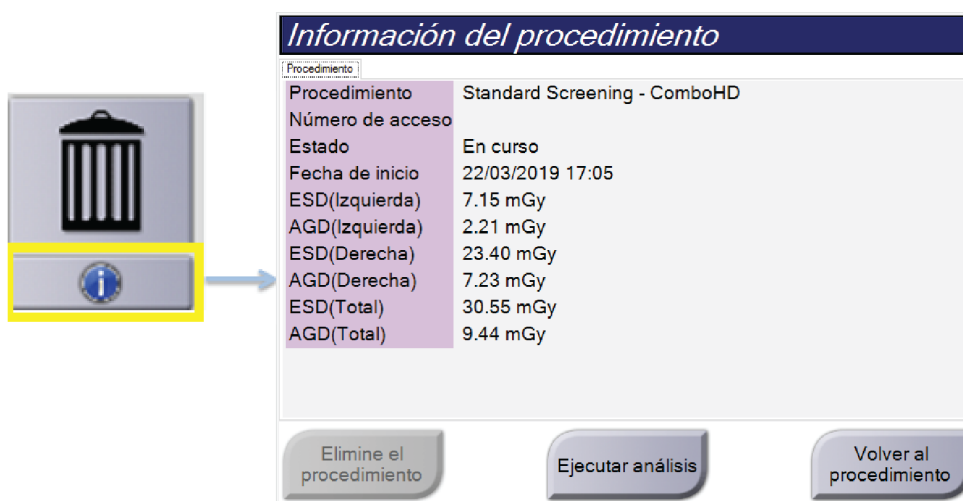 Información del procedimiento
Procedimiento
Procedimiento Standard Screening - ComboHD
Número de acceso
Estado En curso
Fecha de inicio 22/03/2019 17:05
ESD(Izquierda) 7.15 mGy
AGD(Izquierda) 2.21 mGy
ESD(Derecha) 23.40 mGy
AGD(Derecha) 7.23 mGy
ESD(Total) 30.55 mGy
AGD(Total) 9.44 mGy
Elimine el
procedimiento
Ejecutar análisis
Volver al
procedimiento